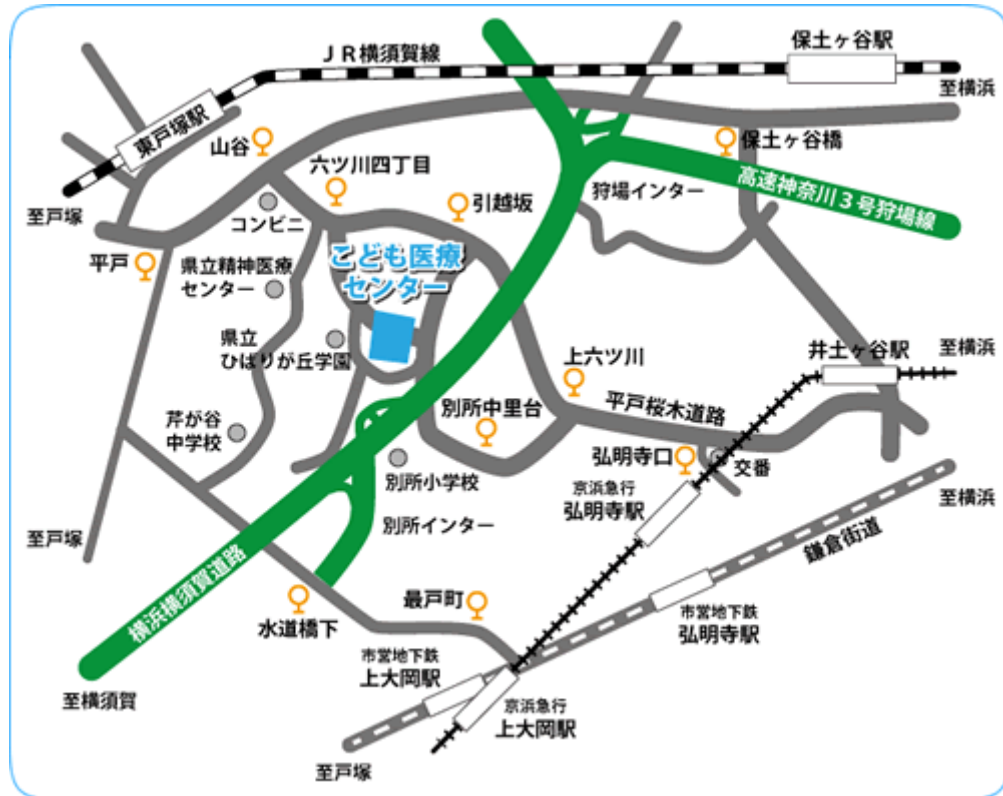 JR横須賀線
保土ヶ谷駅
至横浜
東戸塚駅
山谷
保土ヶ谷橋
六ツ川四丁目
狩場インター
高速神奈川3号狩場線
至戸塚
コンビニ
引越坂
平戸
県立精神医療
センター
こども医療
センター
県立
ひばりが丘学園
上六ツ川
井土ヶ谷駅
至横浜
芹が谷
中学校
別所中里台
平戸桜木道路
別所小学校
弘明寺口
交番
京浜急行
弘明寺駅
至横浜
別所インター
至戸塚
鎌倉街道
横浜横須賀道路
水道橋下
最戸町
市営地下鉄
弘明寺駅
市営地下鉄
上大岡駅
至横須賀
京浜急行
上大岡駅
至戸塚